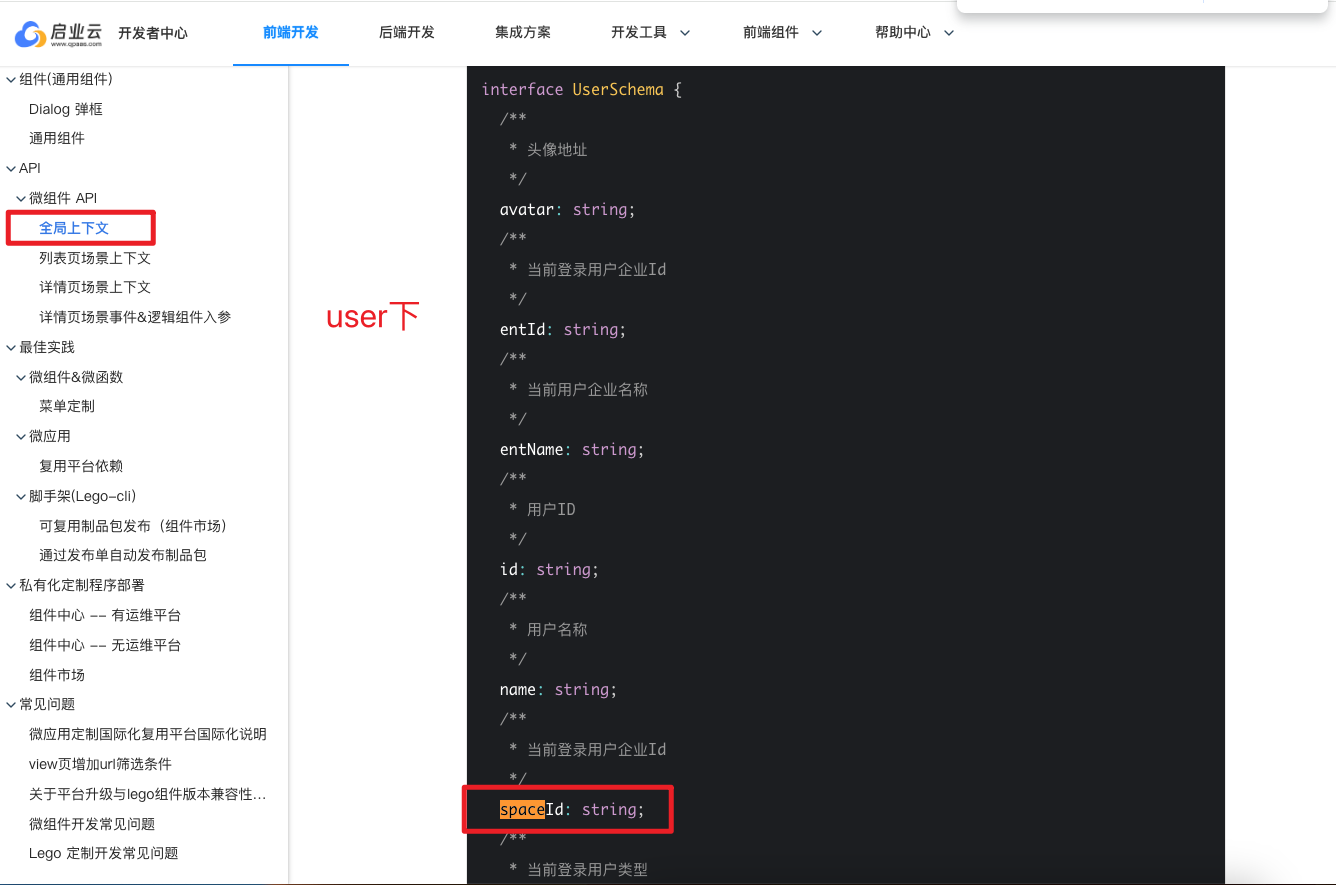 启业云
www.qpaas.com
开发者中心
前端开发
后端开发
集成方案
开发工具
前端组件
帮助中心
组件(通用组件)
Dialog 弹框
通用组件
API
微组件 API
全局上下文
列表页场景上下文
详情页场景上下文
详情页场景事件&逻辑组件入参
最佳实践
微组件&微函数
菜单定制
微应用
复用平台依赖
脚手架(Lego-cli)
可复用制品包发布（组件市场）
通过发布单自动发布制品包
私有化定制程序部署
组件中心 -- 有运维平台
组件中心 -- 无运维平台
组件市场
常见问题
微应用定制国际化复用平台国际化说明
view页增加url筛选条件
关于平台升级与lego组件版本兼容性...
微组件开发常见问题
Lego 定制开发常见问题
user下
interface UserSchema {
/**
* 头像地址
*/
avatar: string;
/**
* 当前登录用户企业Id
*/
entId: string;
/**
* 当前用户企业名称
*/
entName: string;
/**
* 用户ID
*/
id: string;
/**
* 用户名称
*/
name: string;
/**
* 当前登录用户企业Id
*/
spaceId: string;
/**
* 当前登录用户类型